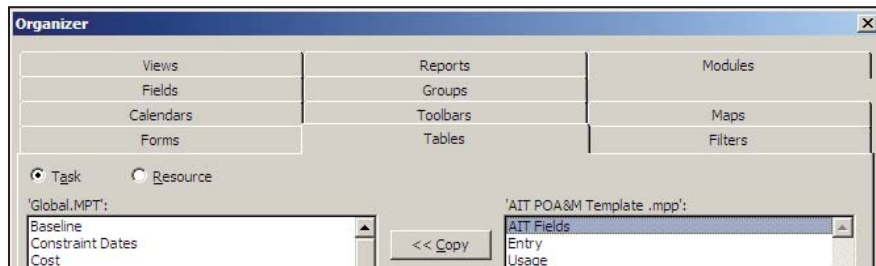 Organizer
Views Reports Modules
Fields Groups
Calendars Toolbars Maps
Forms Tables Filters
Task Resource
'Global.MPT': 'AIT POA&M Template .mpp':
Baseline AIT Fields
Constraint Dates << Copy Entry
Cost Usage